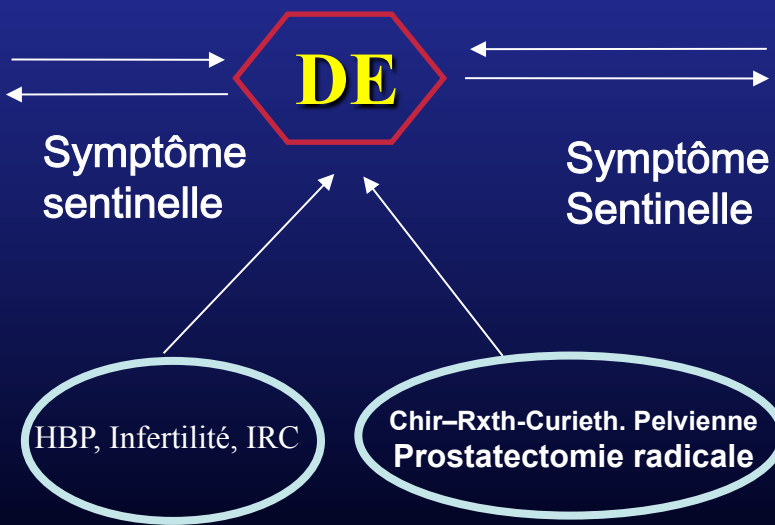 DE
Symptôme
sentinelle
Symptôme
Sentinelle
HBP, Infertilité, IRC
Chir–Rxth-Curieth. Pelvienne
Prostatectomie radicale